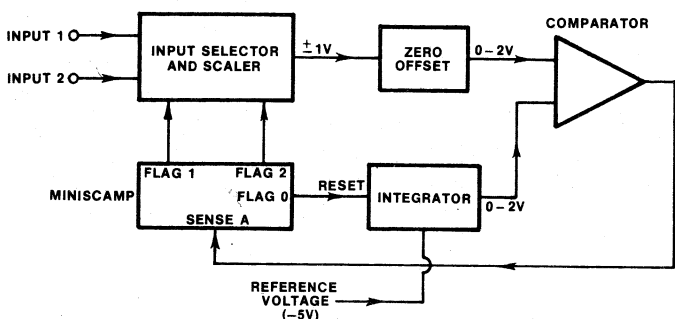 COMPARATOR
INPUT 1
INPUT 2
INPUT SELECTOR
AND SCALER
±1V
ZERO
OFFSET
0–2V
MINISCAMP
FLAG 1
FLAG 2
FLAG 0
SENSE A
RESET
INTEGRATOR
0–2V
REFERENCE
VOLTAGE
(–5V)